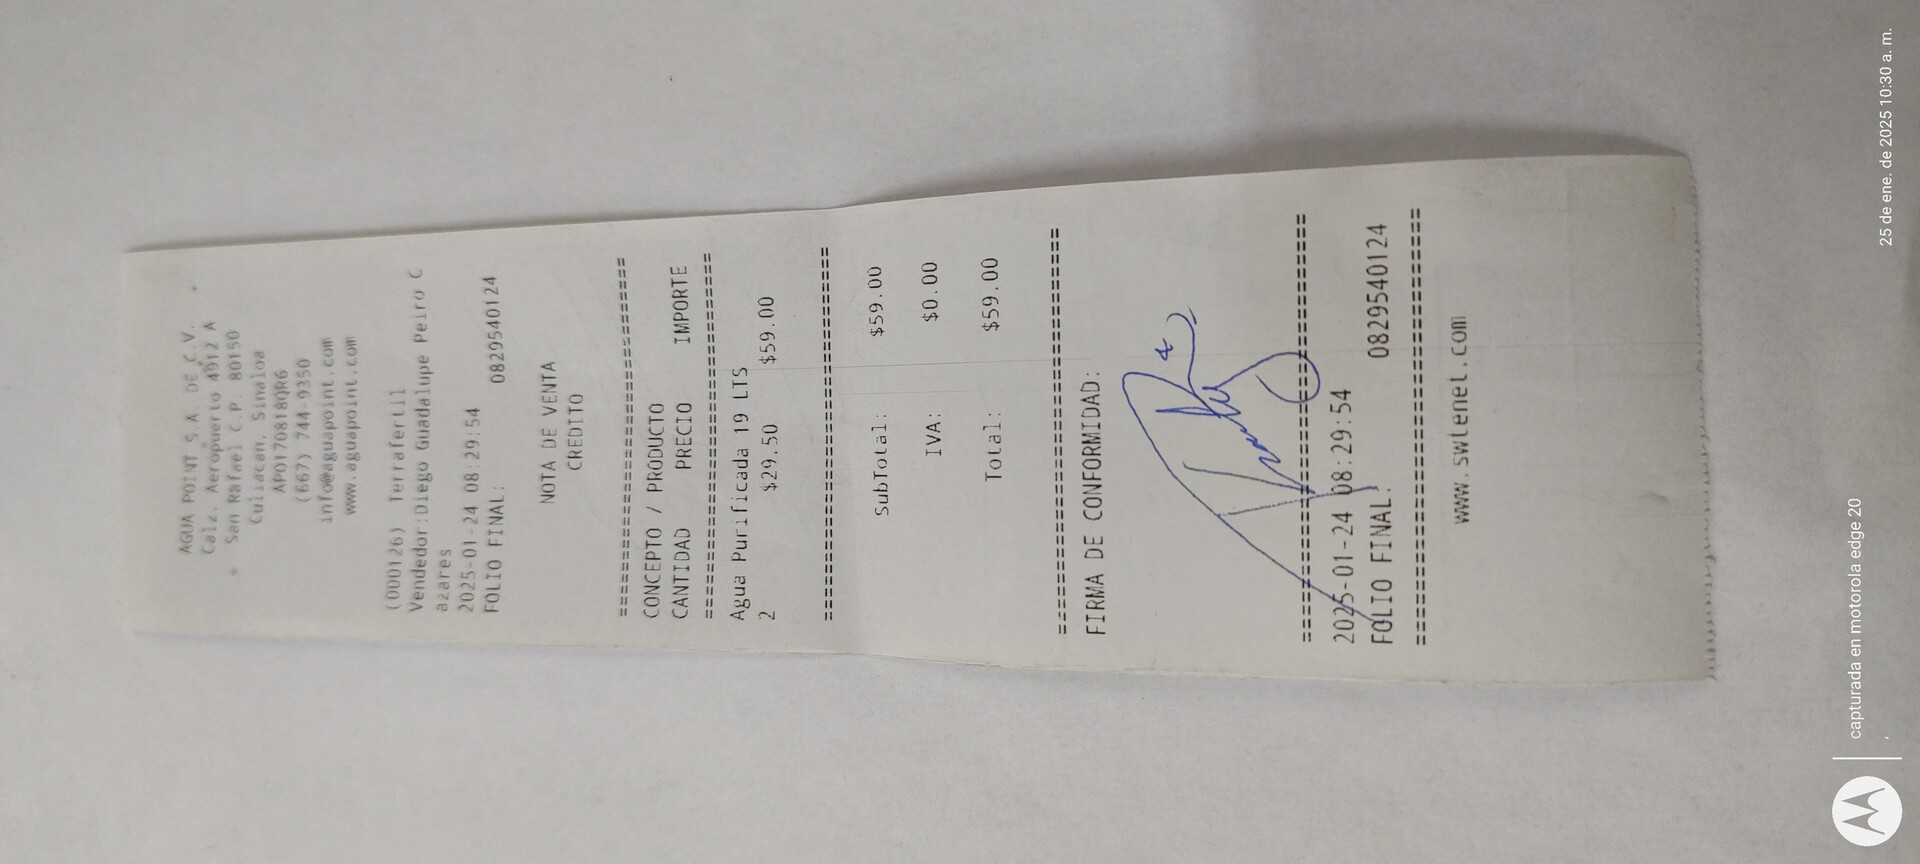 AGUA POINT S.A. DE C.V.
Calz. Aeropuerto 4912 A
San Rafael C.P. 80150
Culiacan, Sinaloa
APO170818QR6
(667) 744-9350
info@aguapoint.com
www.aguapoint.com
(000126) Terrafertil
Vendedor:Diego Guadalupe Peiro C
azares
2025-01-24 08:29:54
FOLIO FINAL: 0829540124
NOTA DE VENTA
CREDITO
================================
CONCEPTO / PRODUCTO
CANTIDAD PRECIO IMPORTE
================================
Agua Purificada 19 LTS
2 $29.50 $59.00
================================
SubTotal: $59.00
IVA: $0.00
Total: $59.00
================================
FIRMA DE CONFORMIDAD:
================================
2025-01-24 08:29:54
FOLIO FINAL: 0829540124
================================
www.swtenet.com
capturada en motorola edge 20
25 de ene. de 2025 10:30 a. m.